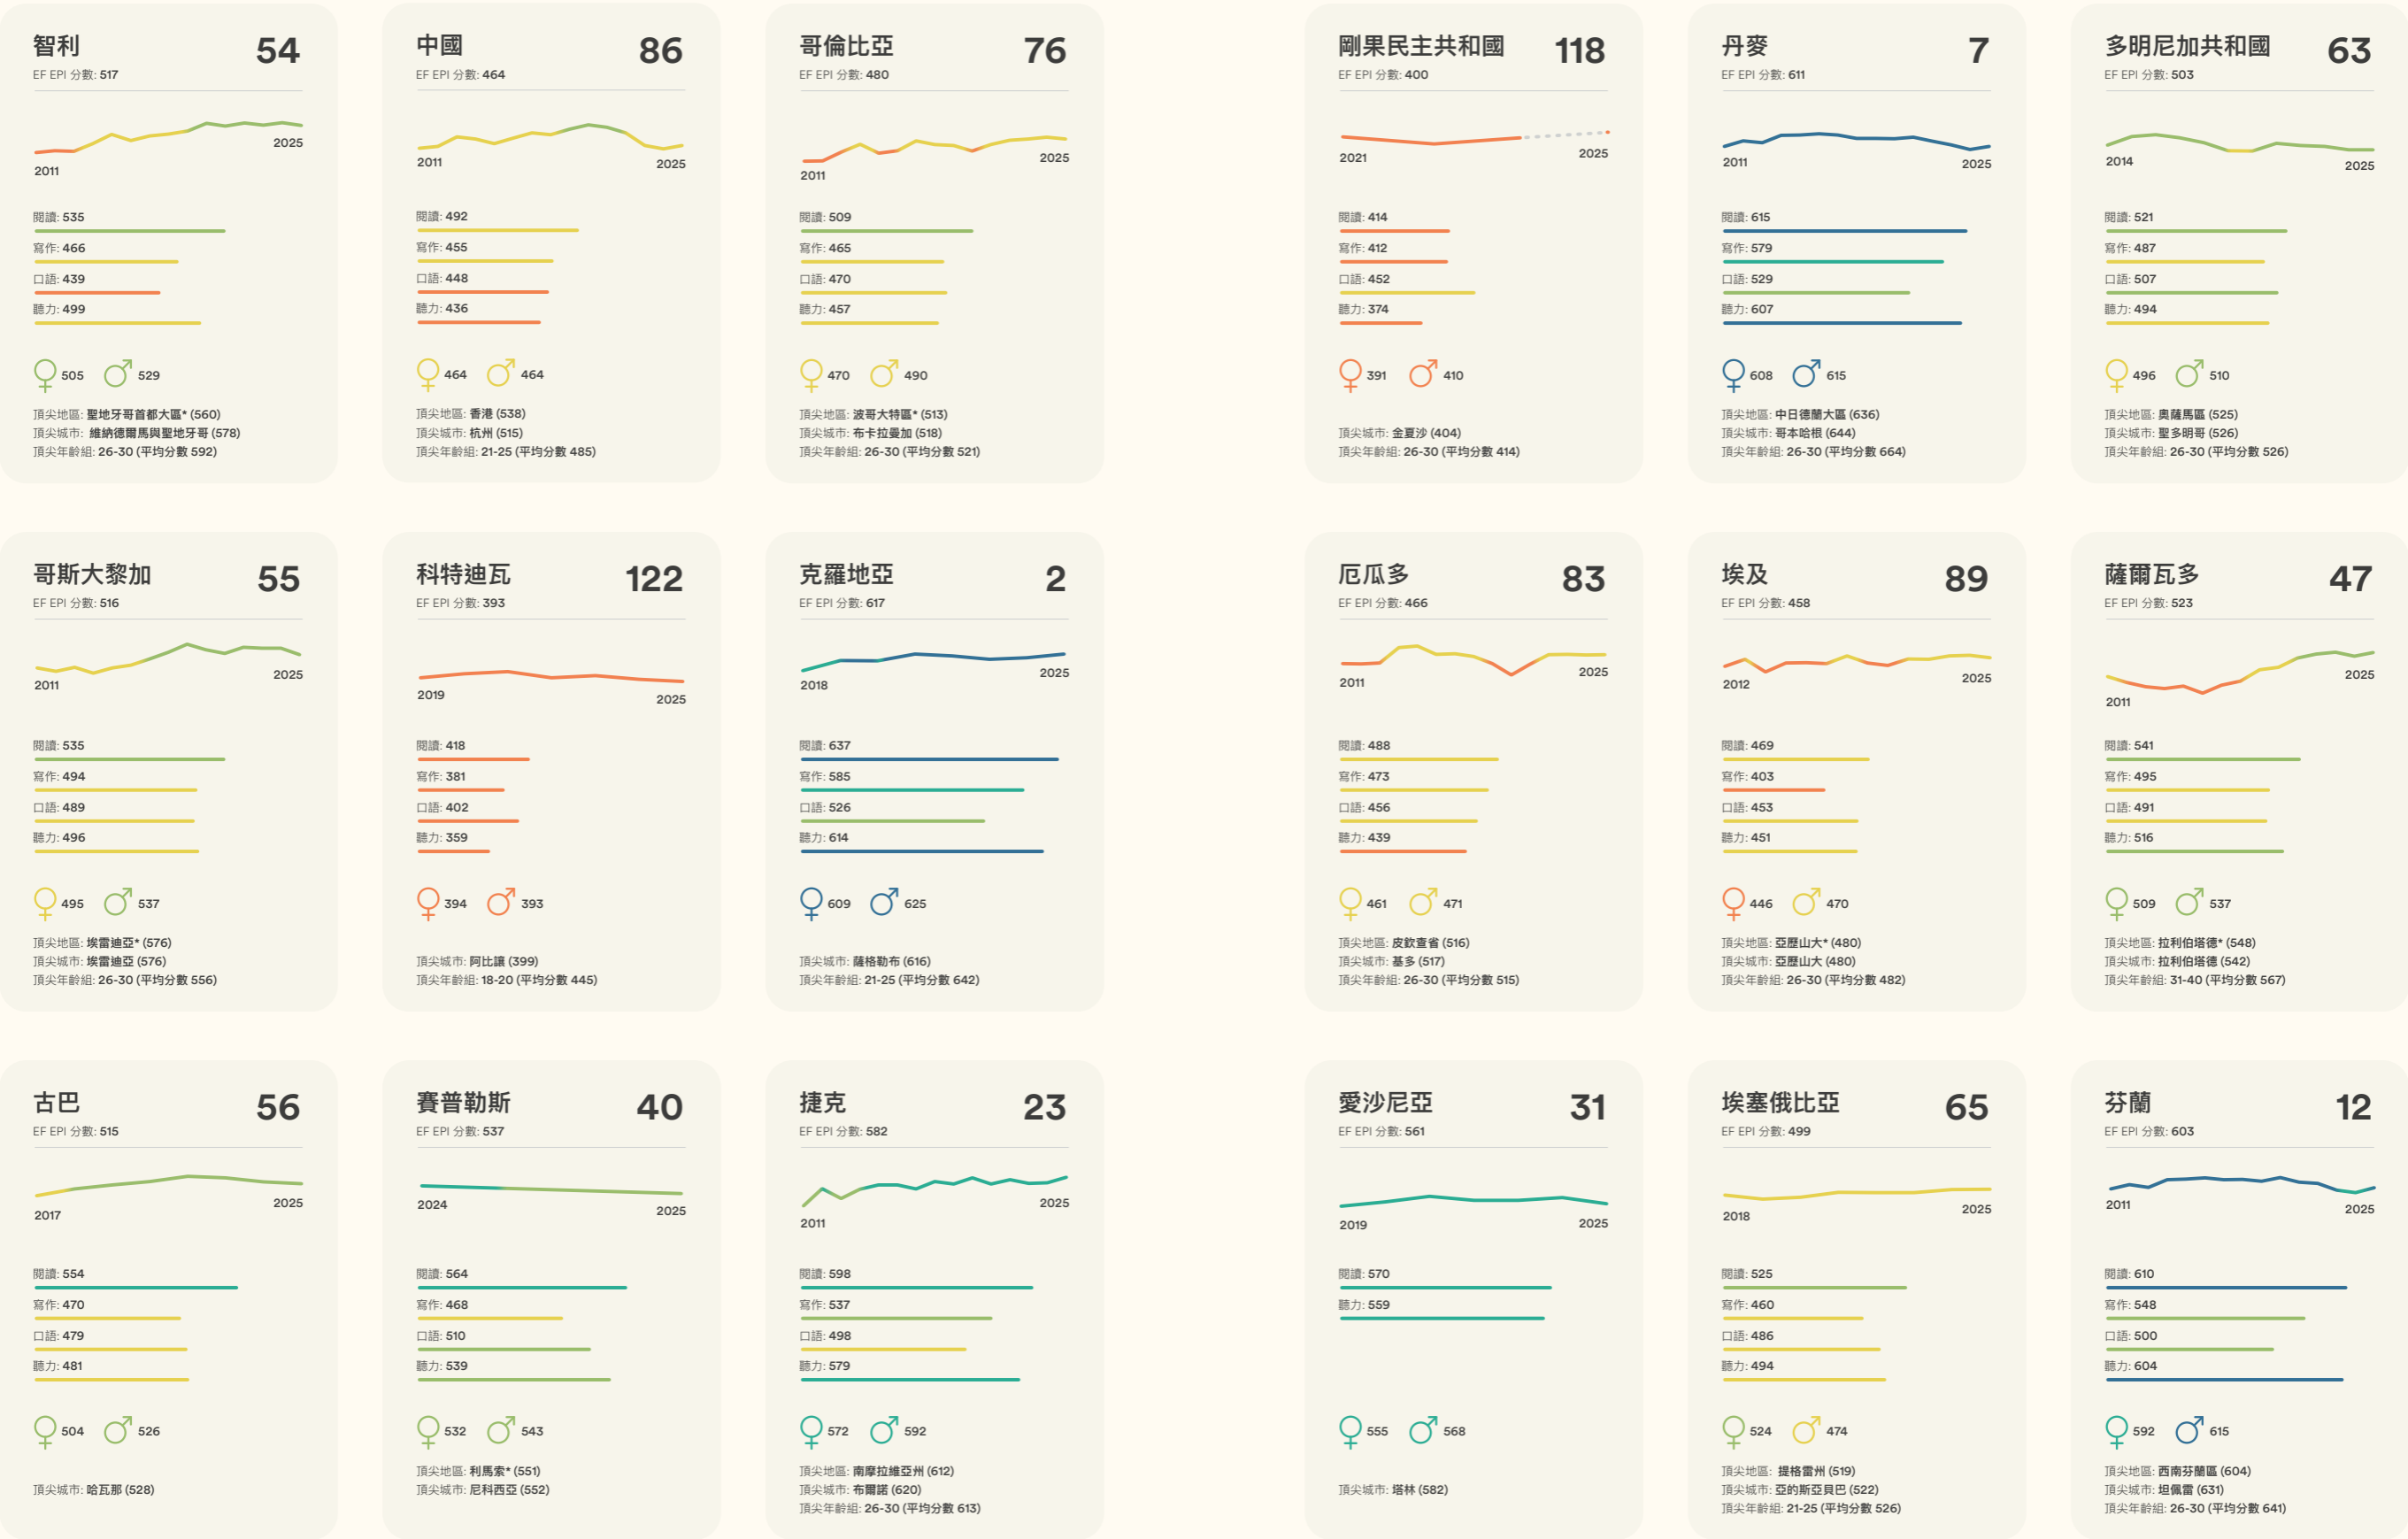 智利
54
EF EPI 分數: 517
2011
2025
閱讀: 535
寫作: 466
口語: 439
聽力: 499
505
529
頂尖地區: 聖地牙哥首都大區* (560)
頂尖城市: 維納德爾馬與聖地牙哥 (578)
頂尖年齡組: 26-30 (平均分數 592)
中國
86
EF EPI 分數: 464
2011
2025
閱讀: 492
寫作: 455
口語: 448
聽力: 436
464
464
頂尖地區: 香港 (538)
頂尖城市: 杭州 (515)
頂尖年齡組: 21-25 (平均分數 485)
哥倫比亞
76
EF EPI 分數: 480
2011
2025
閱讀: 509
寫作: 465
口語: 470
聽力: 457
470
490
頂尖地區: 波哥大特區* (513)
頂尖城市: 布卡拉曼加 (518)
頂尖年齡組: 26-30 (平均分數 521)
剛果民主共和國
118
EF EPI 分數: 400
2021
2025
閱讀: 414
寫作: 412
口語: 452
聽力: 374
391
410
頂尖城市: 金夏沙 (404)
頂尖年齡組: 26-30 (平均分數 414)
丹麥
7
EF EPI 分數: 611
2011
2025
閱讀: 615
寫作: 579
口語: 529
聽力: 607
608
615
頂尖地區: 中日德蘭大區 (636)
頂尖城市: 哥本哈根 (644)
頂尖年齡組: 26-30 (平均分數 664)
多明尼加共和國
63
EF EPI 分數: 503
2014
2025
閱讀: 521
寫作: 487
口語: 507
聽力: 494
496
510
頂尖地區: 奧薩馬區 (525)
頂尖城市: 聖多明哥 (526)
頂尖年齡組: 26-30 (平均分數 526)
哥斯大黎加
55
EF EPI 分數: 516
2011
2025
閱讀: 535
寫作: 494
口語: 489
聽力: 496
495
537
頂尖地區: 埃雷迪亞* (576)
頂尖城市: 埃雷迪亞 (576)
頂尖年齡組: 26-30 (平均分數 556)
科特迪瓦
122
EF EPI 分數: 393
2019
2025
閱讀: 418
寫作: 381
口語: 402
聽力: 359
394
393
頂尖城市: 阿比讓 (399)
頂尖年齡組: 18-20 (平均分數 445)
克羅地亞
2
EF EPI 分數: 617
2018
2025
閱讀: 637
寫作: 585
口語: 526
聽力: 614
609
625
頂尖城市: 薩格勒布 (616)
頂尖年齡組: 21-25 (平均分數 642)
厄瓜多
83
EF EPI 分數: 466
2011
2025
閱讀: 488
寫作: 473
口語: 456
聽力: 439
461
471
頂尖地區: 皮欽查省 (516)
頂尖城市: 基多 (517)
頂尖年齡組: 26-30 (平均分數 515)
埃及
89
EF EPI 分數: 458
2012
2025
閱讀: 469
寫作: 403
口語: 453
聽力: 451
446
470
頂尖地區: 亞歷山大* (480)
頂尖城市: 亞歷山大 (480)
頂尖年齡組: 26-30 (平均分數 482)
薩爾瓦多
47
EF EPI 分數: 523
2011
2025
閱讀: 541
寫作: 495
口語: 491
聽力: 516
509
537
頂尖地區: 拉利伯塔德* (548)
頂尖城市: 拉利伯塔德 (542)
頂尖年齡組: 31-40 (平均分數 567)
古巴
56
EF EPI 分數: 515
2017
2025
閱讀: 554
寫作: 470
口語: 479
聽力: 481
504
526
頂尖城市: 哈瓦那 (528)
賽普勒斯
40
EF EPI 分數: 537
2024
2025
閱讀: 564
寫作: 468
口語: 510
聽力: 539
532
543
頂尖地區: 利馬索* (551)
頂尖城市: 尼科西亞 (552)
捷克
23
EF EPI 分數: 582
2011
2025
閱讀: 598
寫作: 537
口語: 498
聽力: 579
572
592
頂尖地區: 南摩拉維亞州 (612)
頂尖城市: 布爾諾 (620)
頂尖年齡組: 26-30 (平均分數 613)
愛沙尼亞
31
EF EPI 分數: 561
2019
2025
閱讀: 570
聽力: 559
555
568
頂尖城市: 塔林 (582)
埃塞俄比亞
65
EF EPI 分數: 499
2018
2025
閱讀: 525
寫作: 460
口語: 486
聽力: 494
524
474
頂尖地區: 提格雷州 (519)
頂尖城市: 亞的斯亞貝巴 (522)
頂尖年齡組: 21-25 (平均分數 526)
芬蘭
12
EF EPI 分數: 603
2011
2025
閱讀: 610
寫作: 548
口語: 500
聽力: 604
592
615
頂尖地區: 西南芬蘭區 (604)
頂尖城市: 坦佩雷 (631)
頂尖年齡組: 26-30 (平均分數 641)